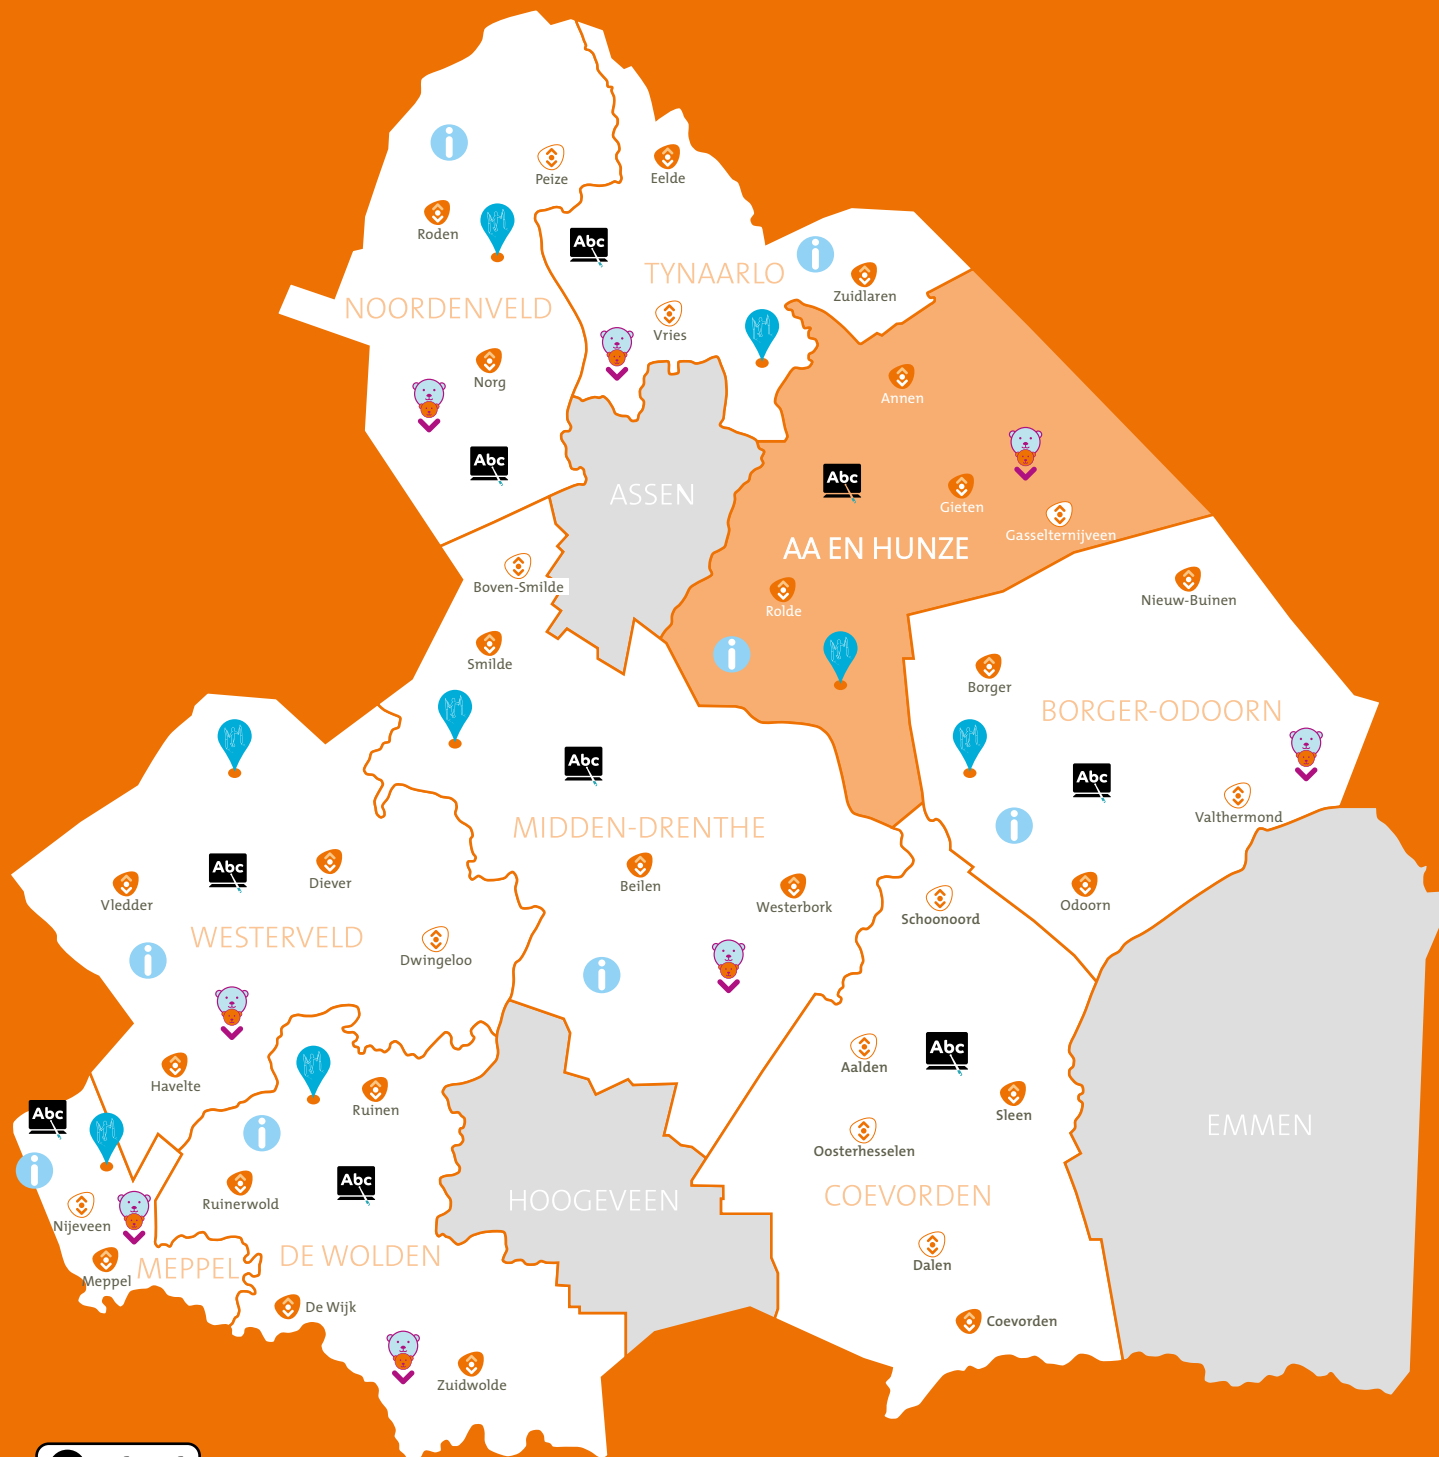 Peize
Eelde
Roden
Abc
TYNAARLO
Zuidlaren
NOORDENVELD
Vries
Norg
Annen
Abc
Abc
ASSEN
Gieten
Gasselternijveen
AA EN HUNZE
Boven-Smilde
Nieuw-Buinen
Rolde
Smilde
Borger
BORGER-ODOORN
Abc
Abc
Valthermond
MIDDEN-DRENTHE
Abc
Diever
Beilen
Vledder
Westerbork
Odoorn
Schoonoord
WESTERVELD
Dwingeloo
Abc
Aalden
Havelte
Ruinen
Sleen
Abc
EMMEN
Oosterhesselen
Abc
Ruinerwold
HOOGEVEEN
COEVORDEN
Nijeveen
DE WOLDEN
Dalen
MEPPEL
Meppel
De Wijk
Coevorden
Zuidwolde